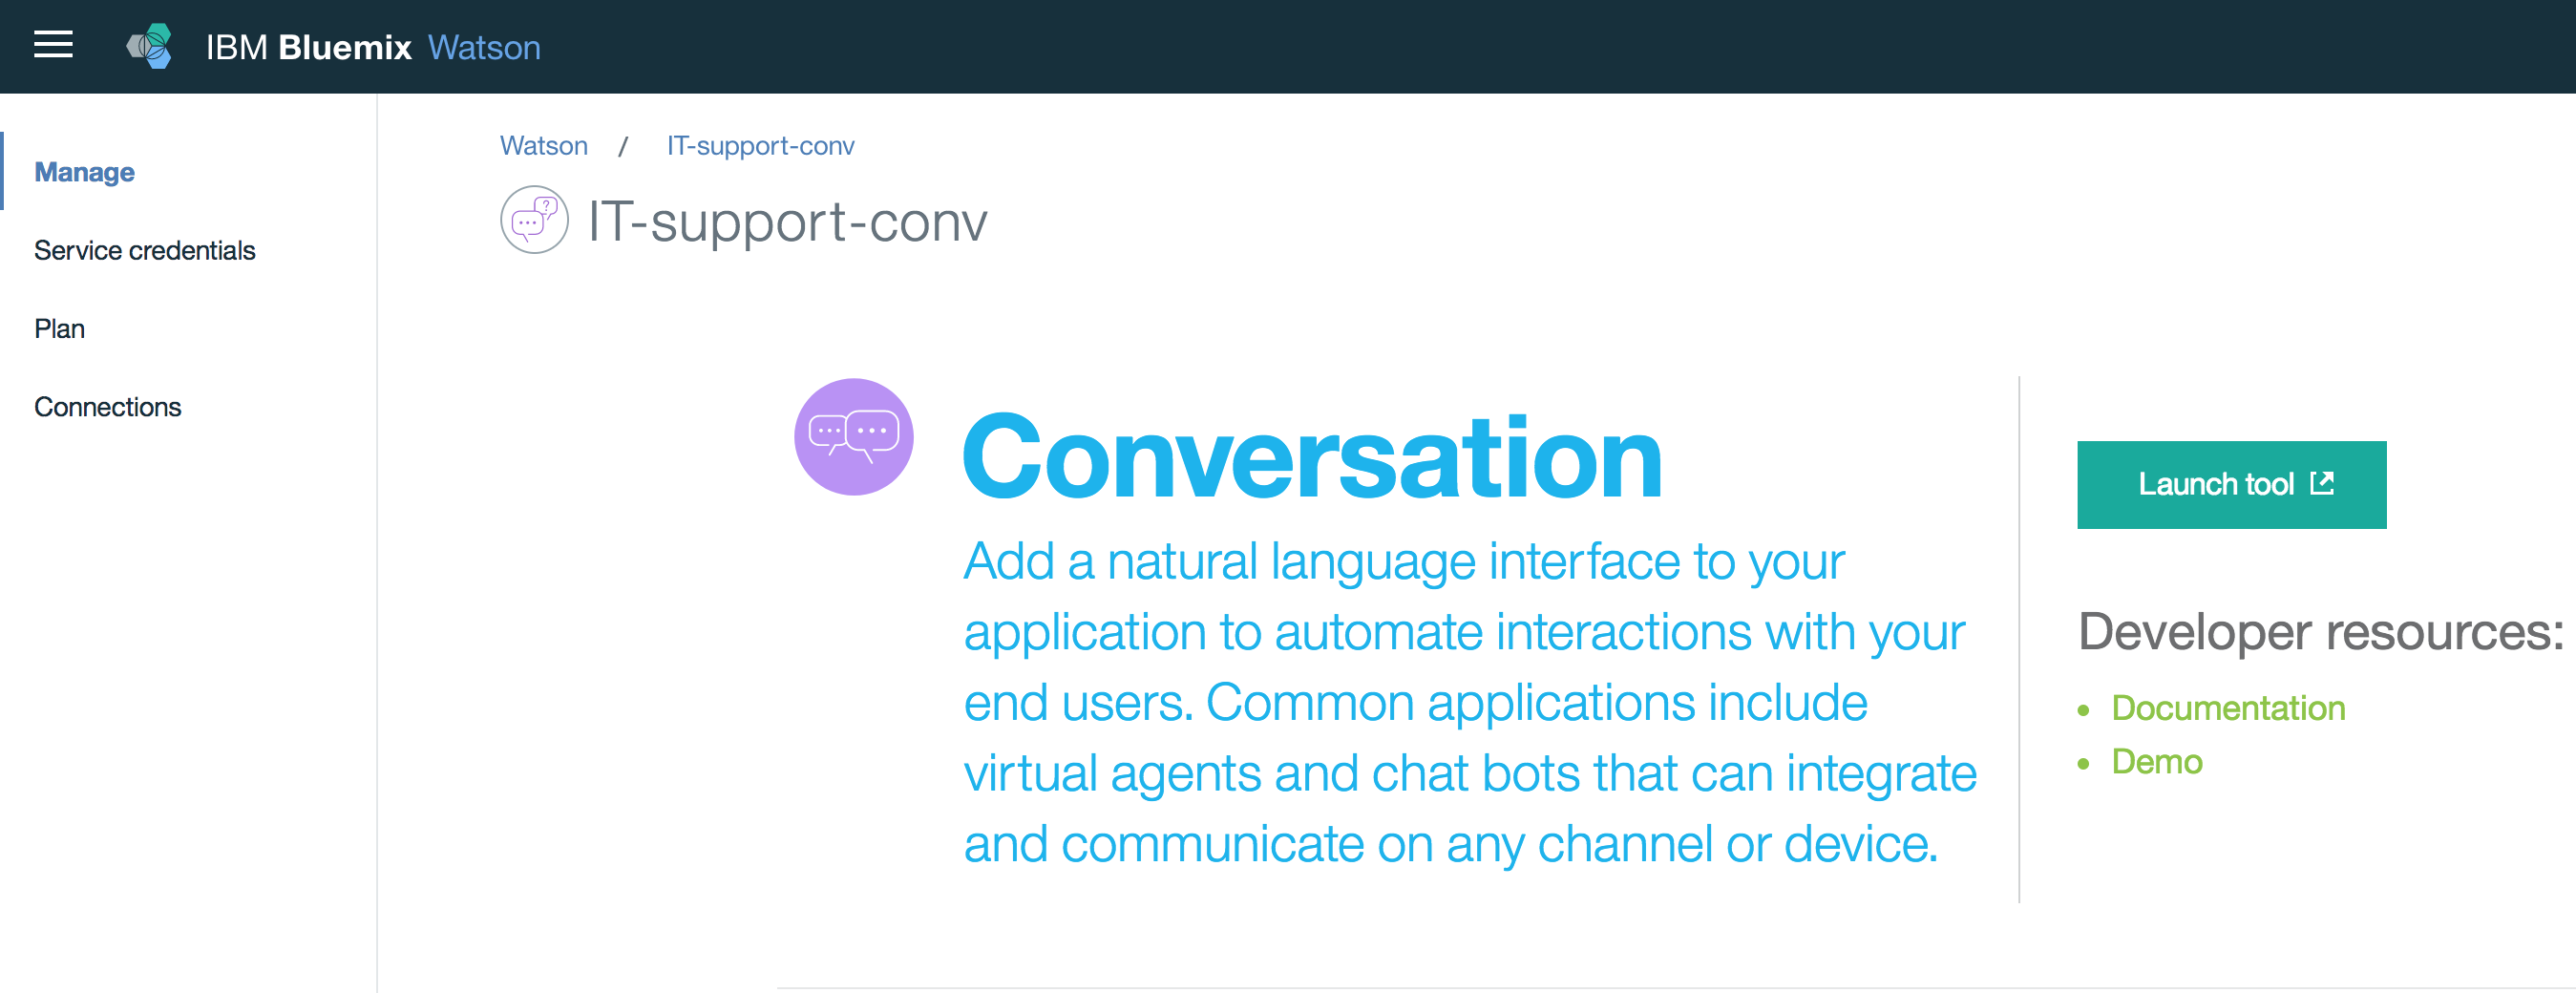 IBM Bluemix Watson
Manage
Service credentials
Plan
Connections
Watson / IT-support-conv
IT-support-conv
Conversation
Add a natural language interface to your
application to automate interactions with your
end users. Common applications include
virtual agents and chat bots that can integrate
and communicate on any channel or device.
Launch tool
Developer resources:
• Documentation
• Demo